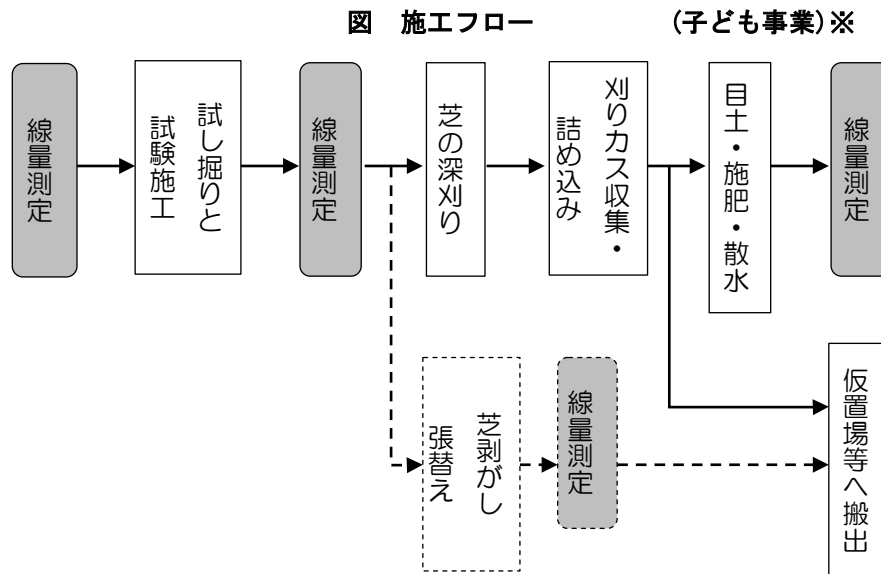 図　施工フロー　(子ども事業)※
線量測定
試し掘りと
試験施工
線量測定
芝の深刈り
刈りカス収集・
詰め込み
目土・施肥・散水
線量測定
芝剥がし
張替え
線量測定
仮置場等へ搬出